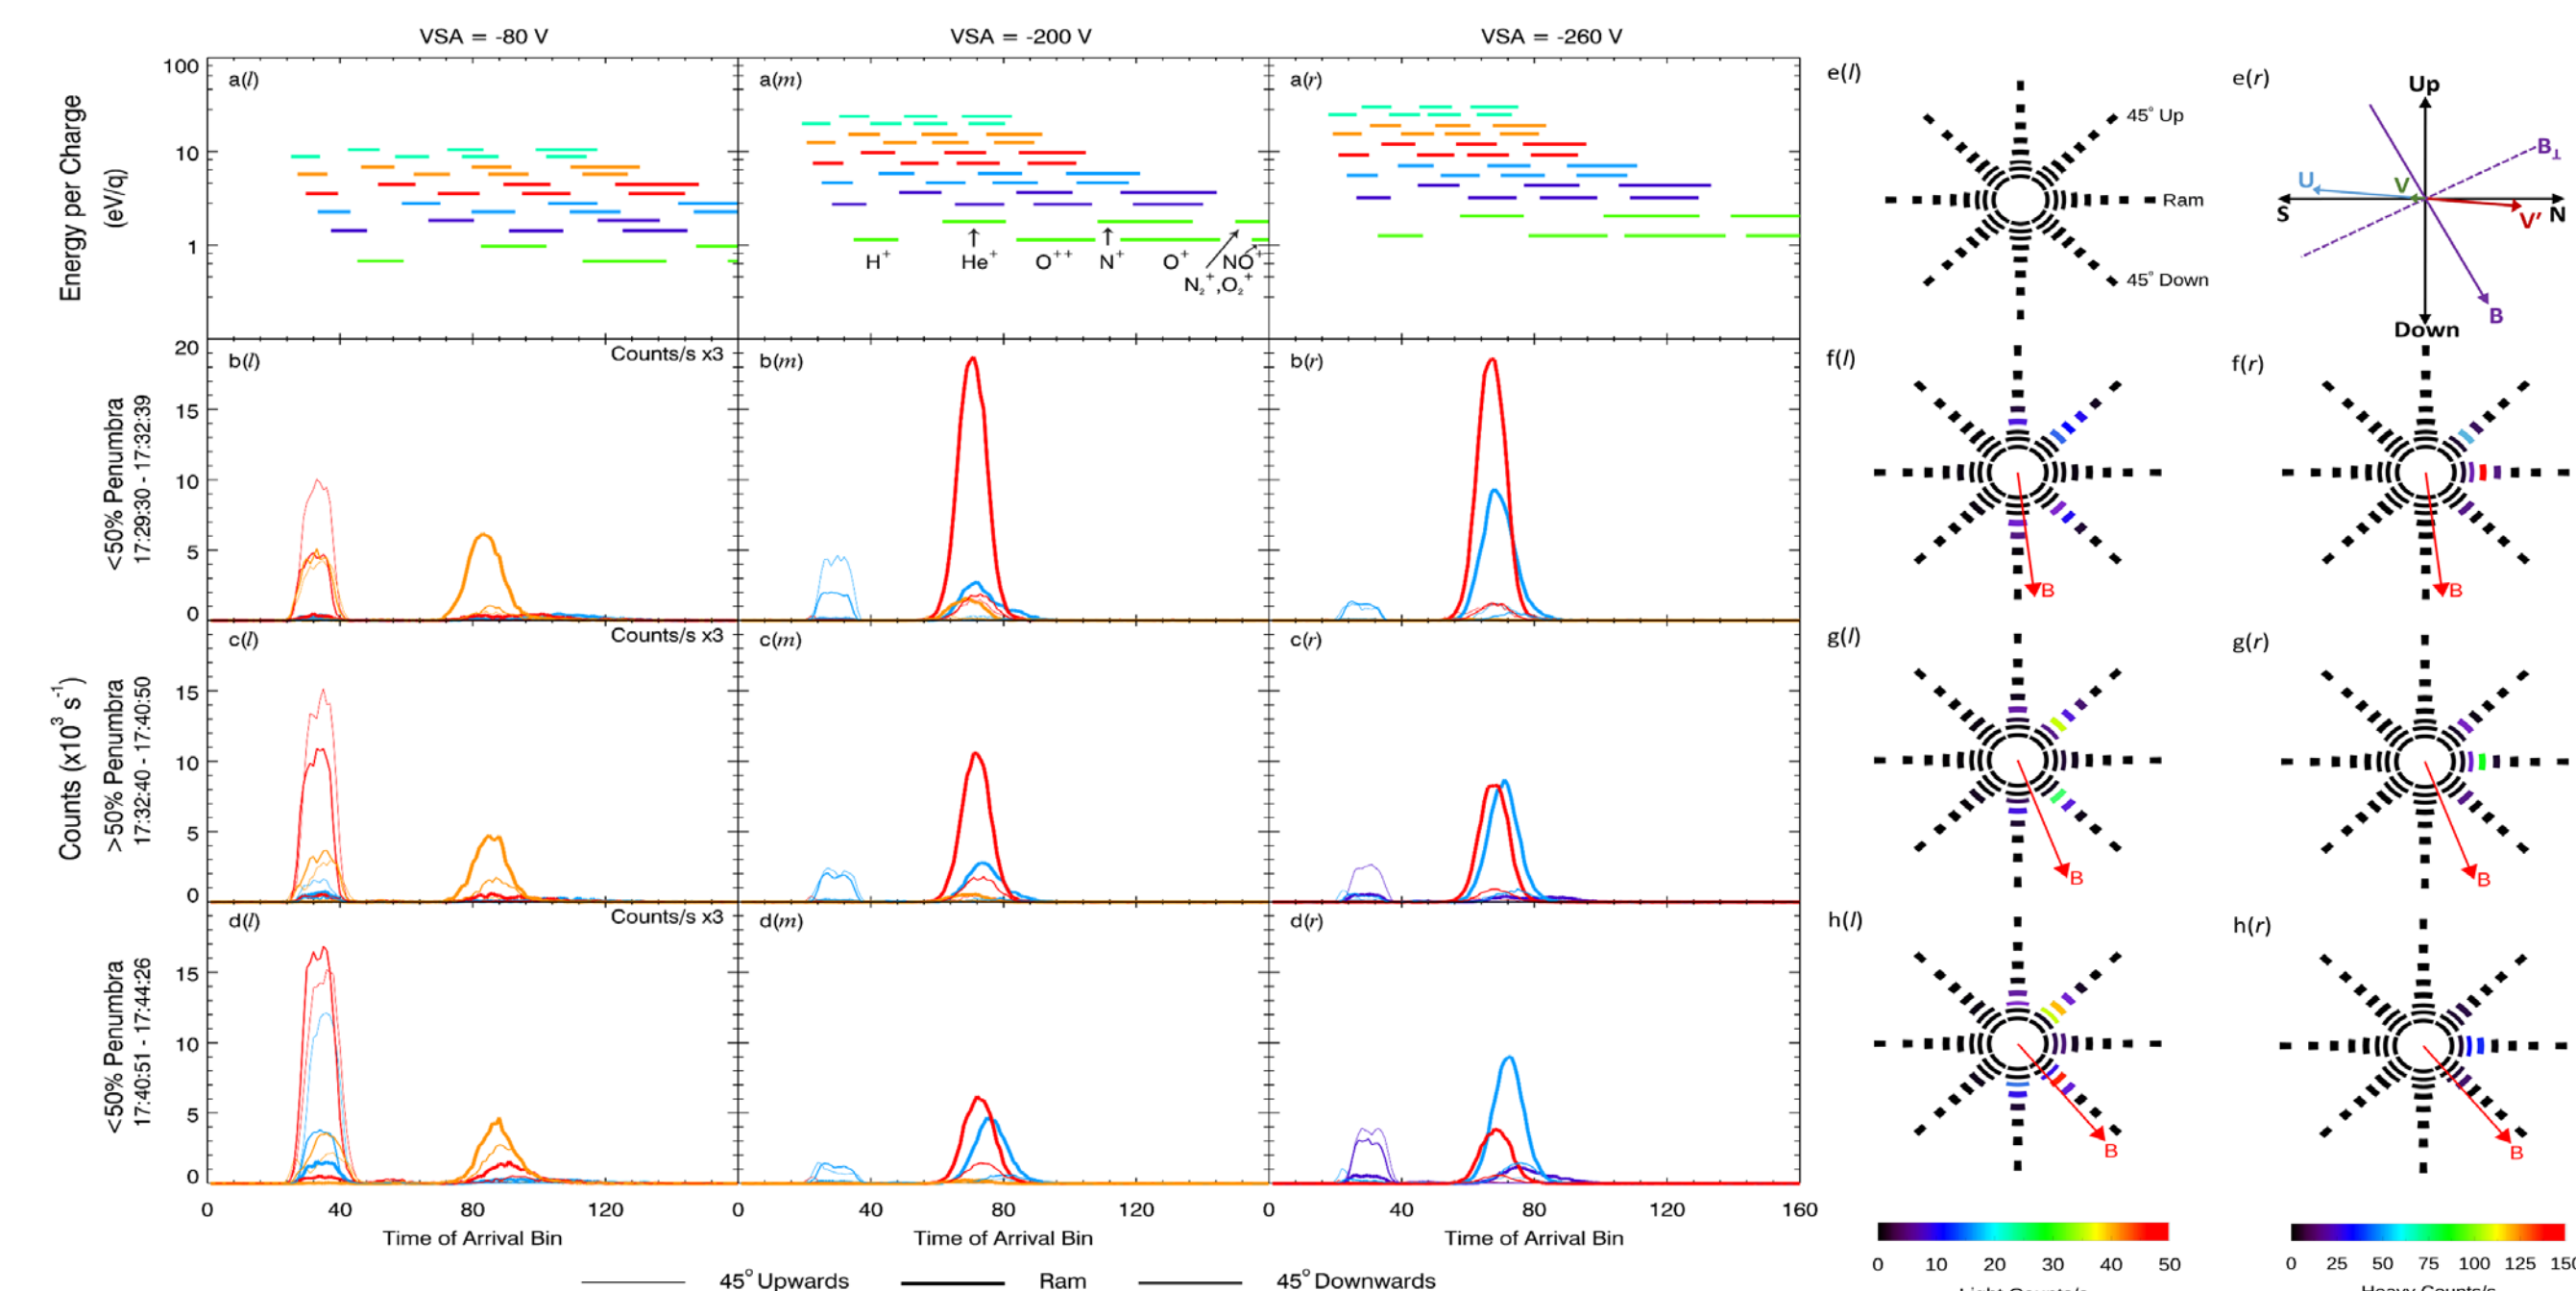 VSA = -80 V
VSA = -200 V
VSA = -260 V
Energy per Charge
(eV/q)
100
10
1
a(l)
a(m)
a(r)
H+
He+
O++
N+
O+
N2+,O2+
NO+
e(l)
45° Up
Ram
45° Down
e(r)
Up
B⊥
U
V
S
V'
N
B
Down
Counts (x10³ s⁻¹)
<50% Penumbra
17:29:30 - 17:32:39
20
15
10
5
0
b(l)
Counts/s x3
b(m)
b(r)
f(l)
B
f(r)
B
>50% Penumbra
17:32:40 - 17:40:50
15
10
5
0
c(l)
Counts/s x3
c(m)
c(r)
g(l)
B
g(r)
B
<50% Penumbra
17:40:51 - 17:44:26
15
10
5
0
d(l)
Counts/s x3
d(m)
d(r)
h(l)
B
h(r)
B
0 40 80 120 0 40 80 120 0 40 80 120 160
Time of Arrival Bin
Time of Arrival Bin
Time of Arrival Bin
45° Upwards
Ram
45° Downwards
0 10 20 30 40 50
0 25 50 75 100 125 150
Light Counts/s
Heavy Counts/s